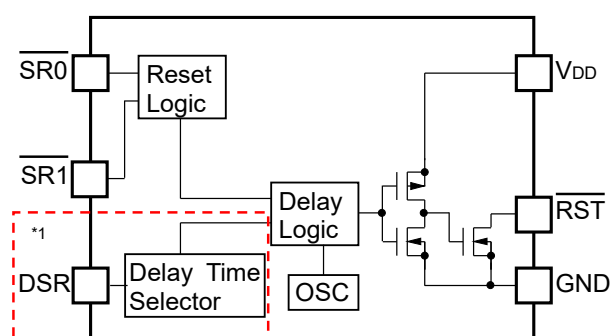 SR0
Reset
Logic
VDD
SR1
Delay
Logic
RST
*1
DSR
Delay Time
Selector
OSC
GND